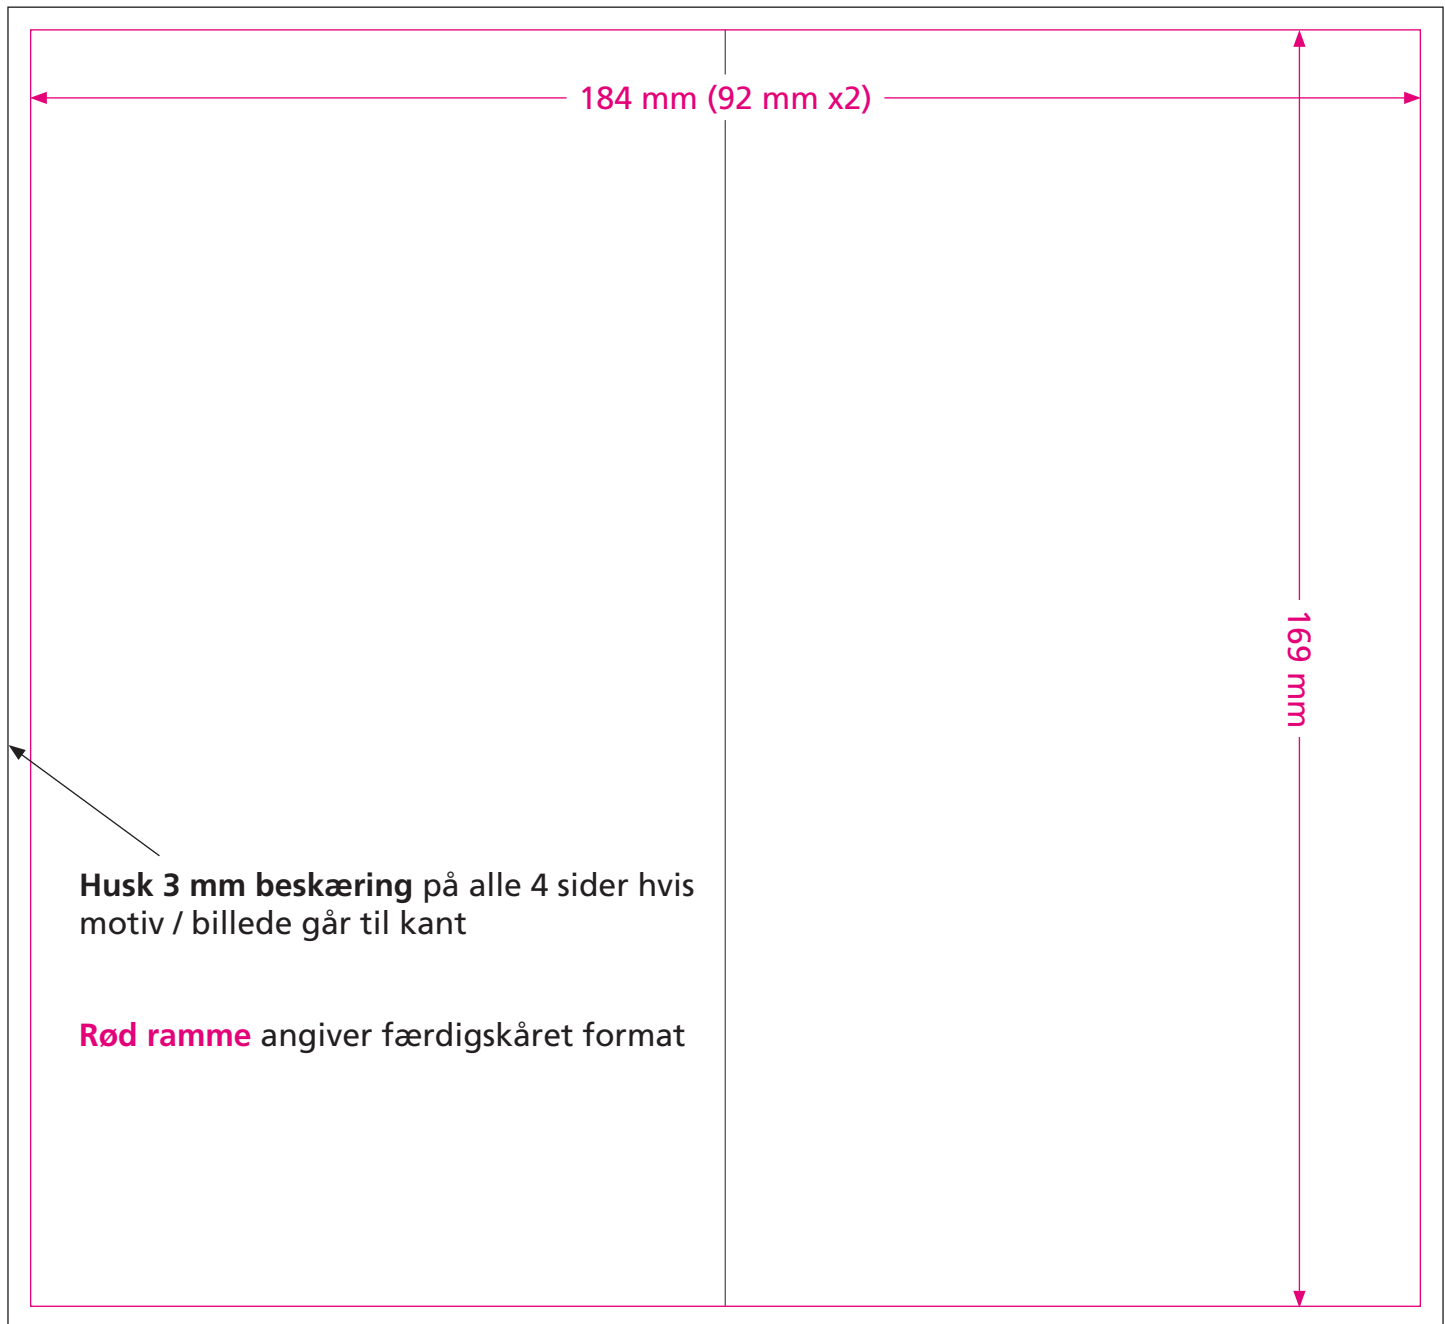 184 mm (92 mm x2)
169 mm
Husk 3 mm beskæring på alle 4 sider hvis
motiv / billede går til kant
Rød ramme angiver færdigskåret format